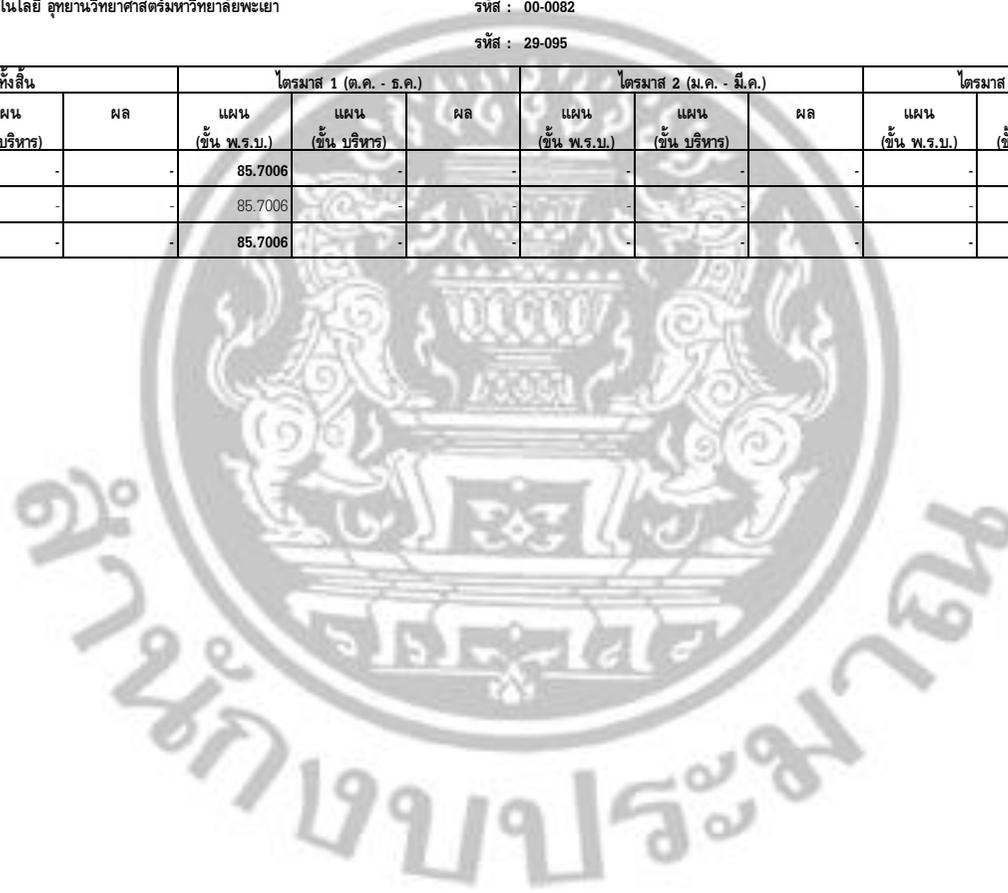 นโลยี อุทยานวิทยาศาสตร์มหาวิทยาลัยพะเยา รหัส : 00-0082
รหัส : 29-095
ทั้งสิ้น ไตรมาส 1 (ต.ค. - ธ.ค.) ไตรมาส 2 (ม.ค. - มี.ค.) ไตรมาส
ผน ผล แผน แผน ผล แผน แผน ผล แผน
บริหาร) (ขั้น พ.ร.บ.) (ขั้น บริหาร) (ขั้น พ.ร.บ.) (ขั้น บริหาร) (ขั้น พ.ร.บ.)
- - 85.7006 - - - - - -
- - 85.7006 - - - - - -
- - 85.7006 - - - - - -
สำนักงบประมาณ